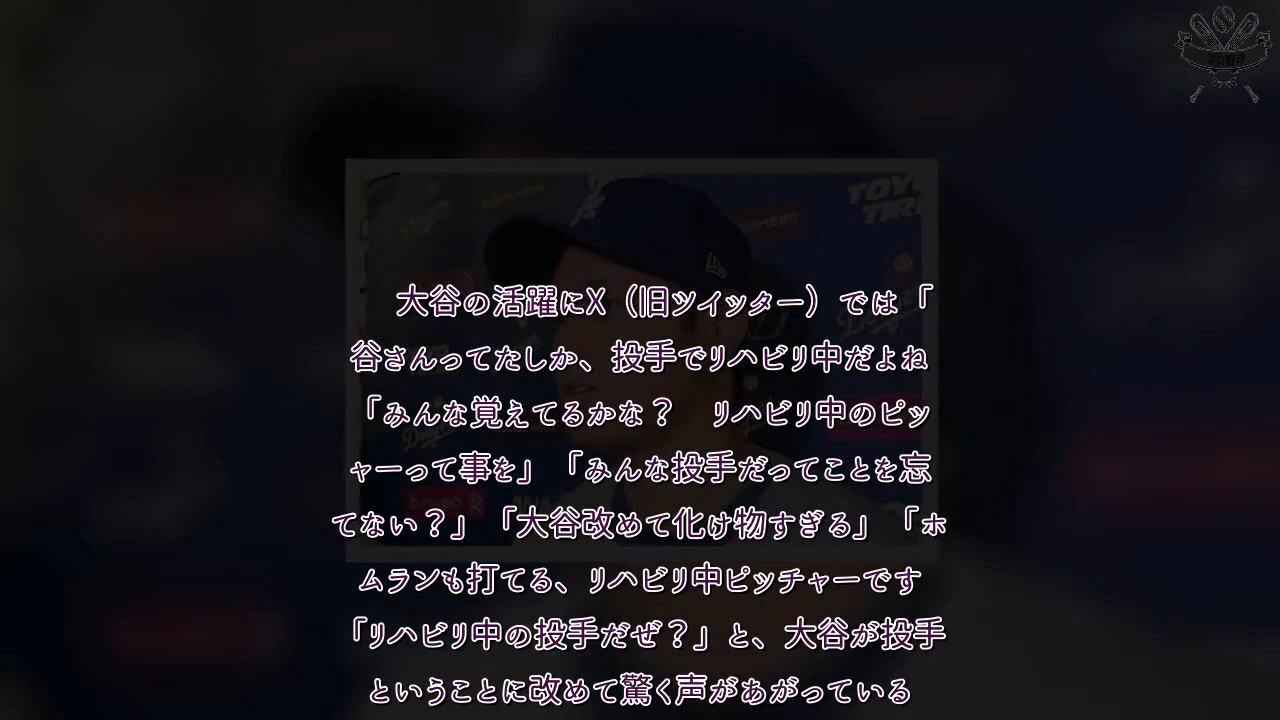 プロ野球
TOYO
TIR
大谷の活躍にX（旧ツイッター）では「
谷さんってたしか、投手でリハビリ中だよね
「みんな覚えてるかな？　リハビリ中のピッ
ャーって事を」「みんな投手だってことを忘
てない？」「大谷改めて化け物すぎる」「ホ
ムランも打てる、リハビリ中ピッチャーです
「リハビリ中の投手だぜ？」と、大谷が投手
ということに改めて驚く声があがっている